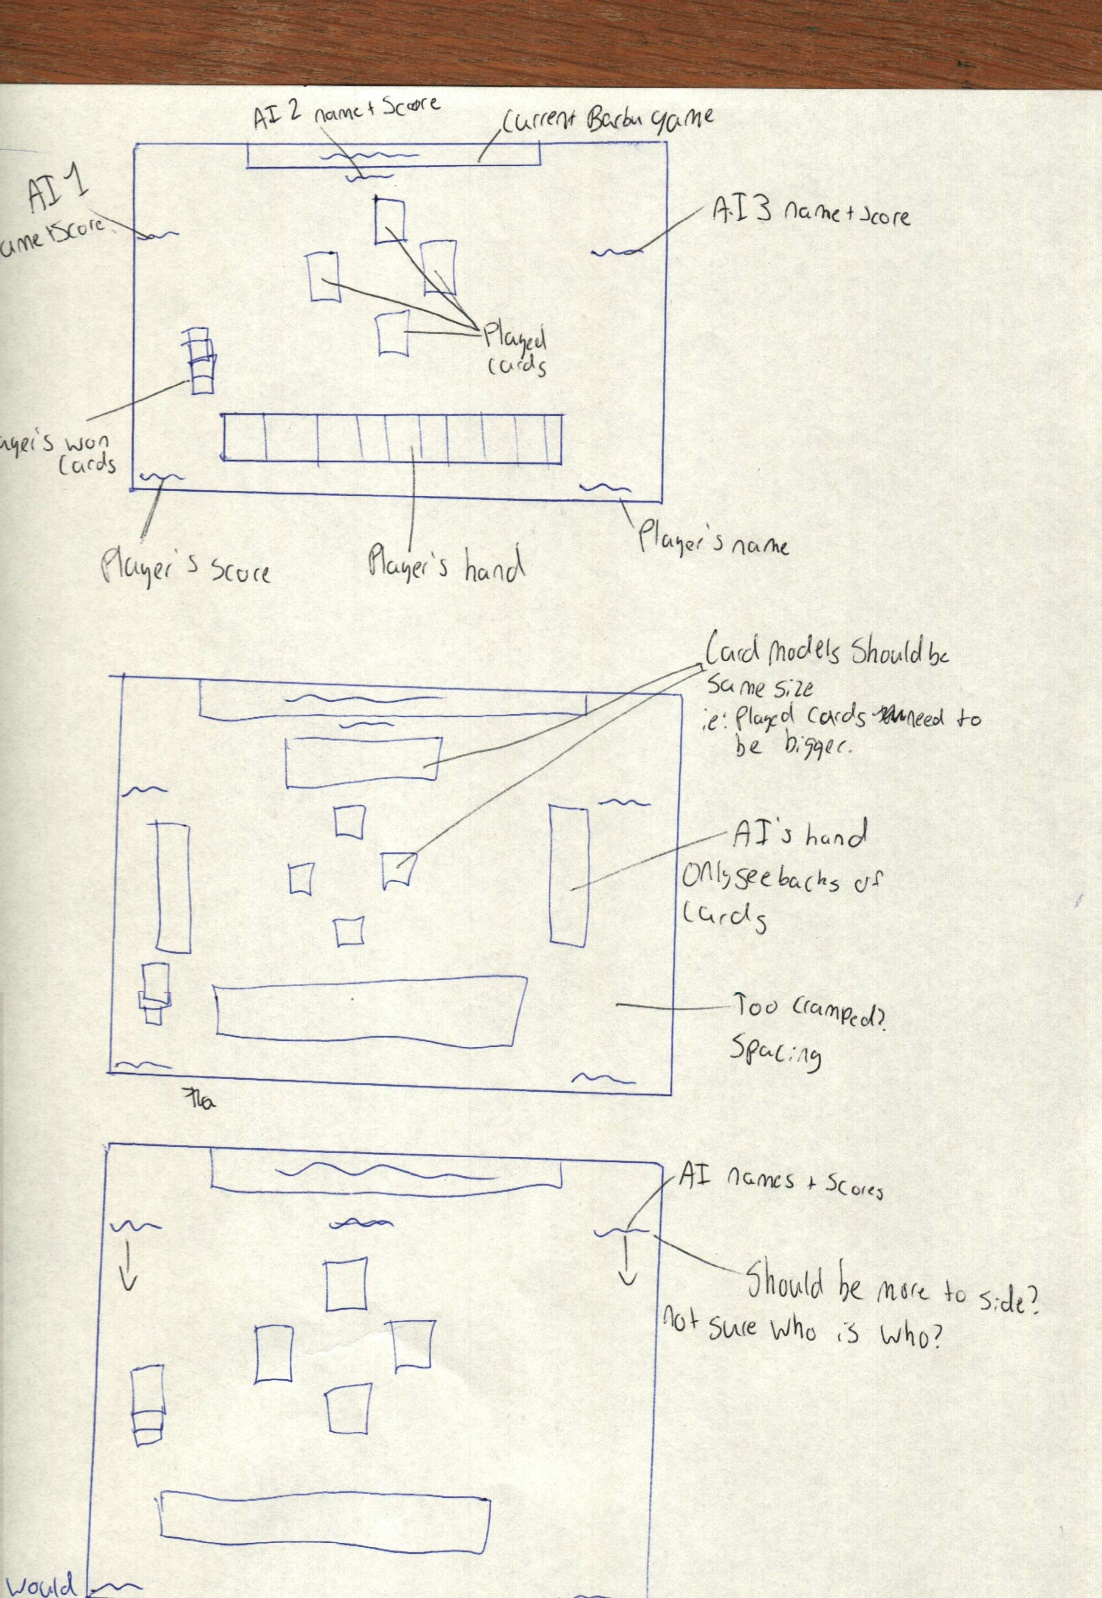 AI 2 name + Score
Current Barbu game
AI 1
ame + Score.
AI 3 name + score
Played
cards
ayer's won
Cards
Player's score
Player's hand
Player's name
Card models should be
same size
ie: Played cards need to
be bigger.
AI's hand
Only see backs of
cards
Too cramped?
Spacing
AI names + Scores
Should be more to side?
not sure who is who?
Would